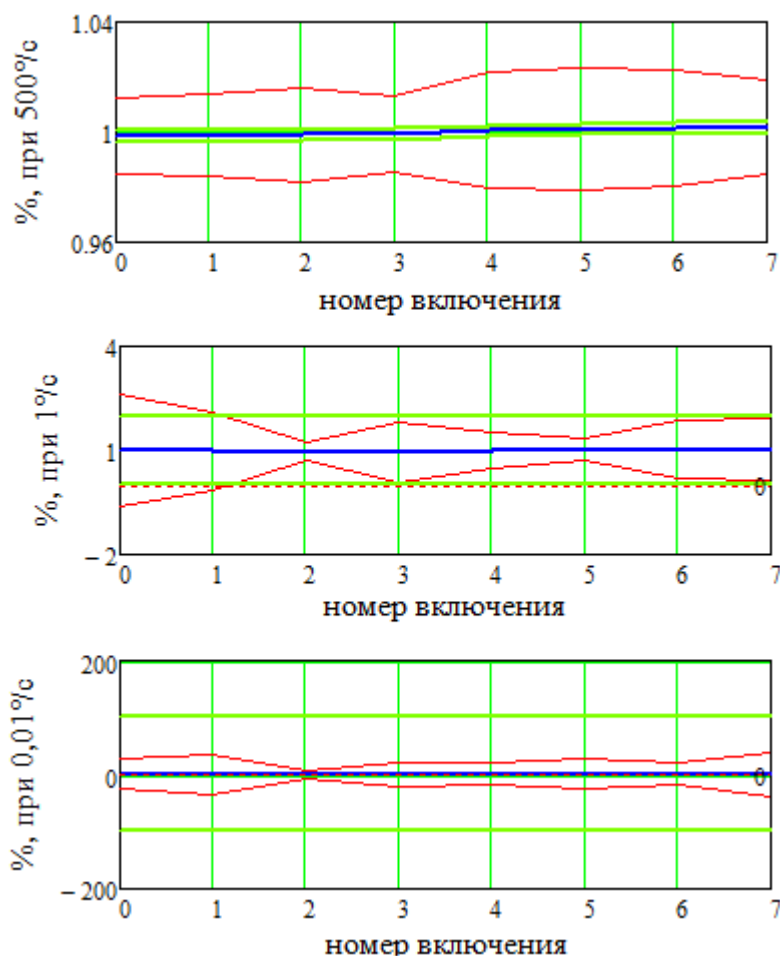 %, при 500°/с
1.04
1
0.96
0 1 2 3 4 5 6 7
номер включения
%, при 1°/с
4
1
−2
0
0 1 2 3 4 5 6 7
номер включения
%, при 0,01°/с
200
0
−200
0
0 1 2 3 4 5 6 7
номер включения